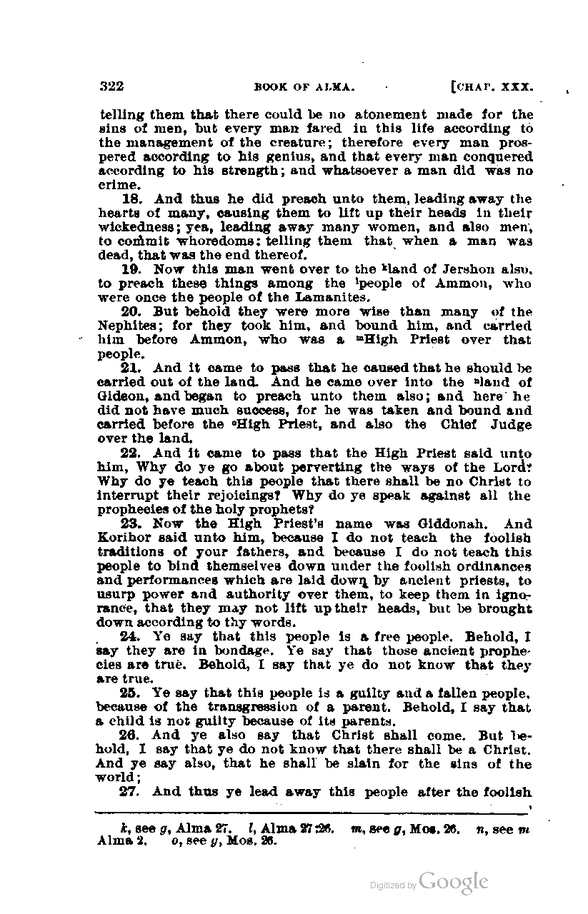 322 BOOK OF ALMA. [CHAP. XXX.
telling them that there could be no atonement made for the
sins of men, but every man fared in this life according to
the management of the creature; therefore every man pros-
pered according to his genius, and that every man conquered
according to his strength; and whatsoever a man did was no
crime.
18. And thus he did preach unto them, leading away the
hearts of many, causing them to lift up their heads in their
wickedness; yea, leading away many women, and also men,
to commit whoredoms: telling them that when a man was
dead, that was the end thereof.
19. Now this man went over to the ᵏland of Jershon also,
to preach these things among the ˡpeople of Ammon, who
were once the people of the Lamanites.
20. But behold they were more wise than many of the
Nephites; for they took him, and bound him, and carried
him before Ammon, who was a ᵐHigh Priest over that
people.
21. And it came to pass that he caused that he should be
carried out of the land. And he came over into the ⁿland of
Gideon, and began to preach unto them also; and here he
did not have much success, for he was taken and bound and
carried before the ᵒHigh Priest, and also the Chief Judge
over the land.
22. And it came to pass that the High Priest said unto
him, Why do ye go about perverting the ways of the Lord?
Why do ye teach this people that there shall be no Christ to
interrupt their rejoicings? Why do ye speak against all the
prophecies of the holy prophets?
23. Now the High Priest's name was Giddonah. And
Korihor said unto him, because I do not teach the foolish
traditions of your fathers, and because I do not teach this
people to bind themselves down under the foolish ordinances
and performances which are laid down by ancient priests, to
usurp power and authority over them, to keep them in igno-
rance, that they may not lift up their heads, but be brought
down according to thy words.
24. Ye say that this people is a free people. Behold, I
say they are in bondage. Ye say that those ancient prophe-
cies are true. Behold, I say that ye do not know that they
are true.
25. Ye say that this people is a guilty and a fallen people,
because of the transgression of a parent. Behold, I say that
a child is not guilty because of its parents.
26. And ye also say that Christ shall come. But be-
hold, I say that ye do not know that there shall be a Christ.
And ye say also, that he shall be slain for the sins of the
world;
27. And thus ye lead away this people after the foolish
k, see g, Alma 27. l, Alma 27:26. m, see g, Mos. 26. n, see m
Alma 2. o, see y, Mos. 26.
Digitized by Google